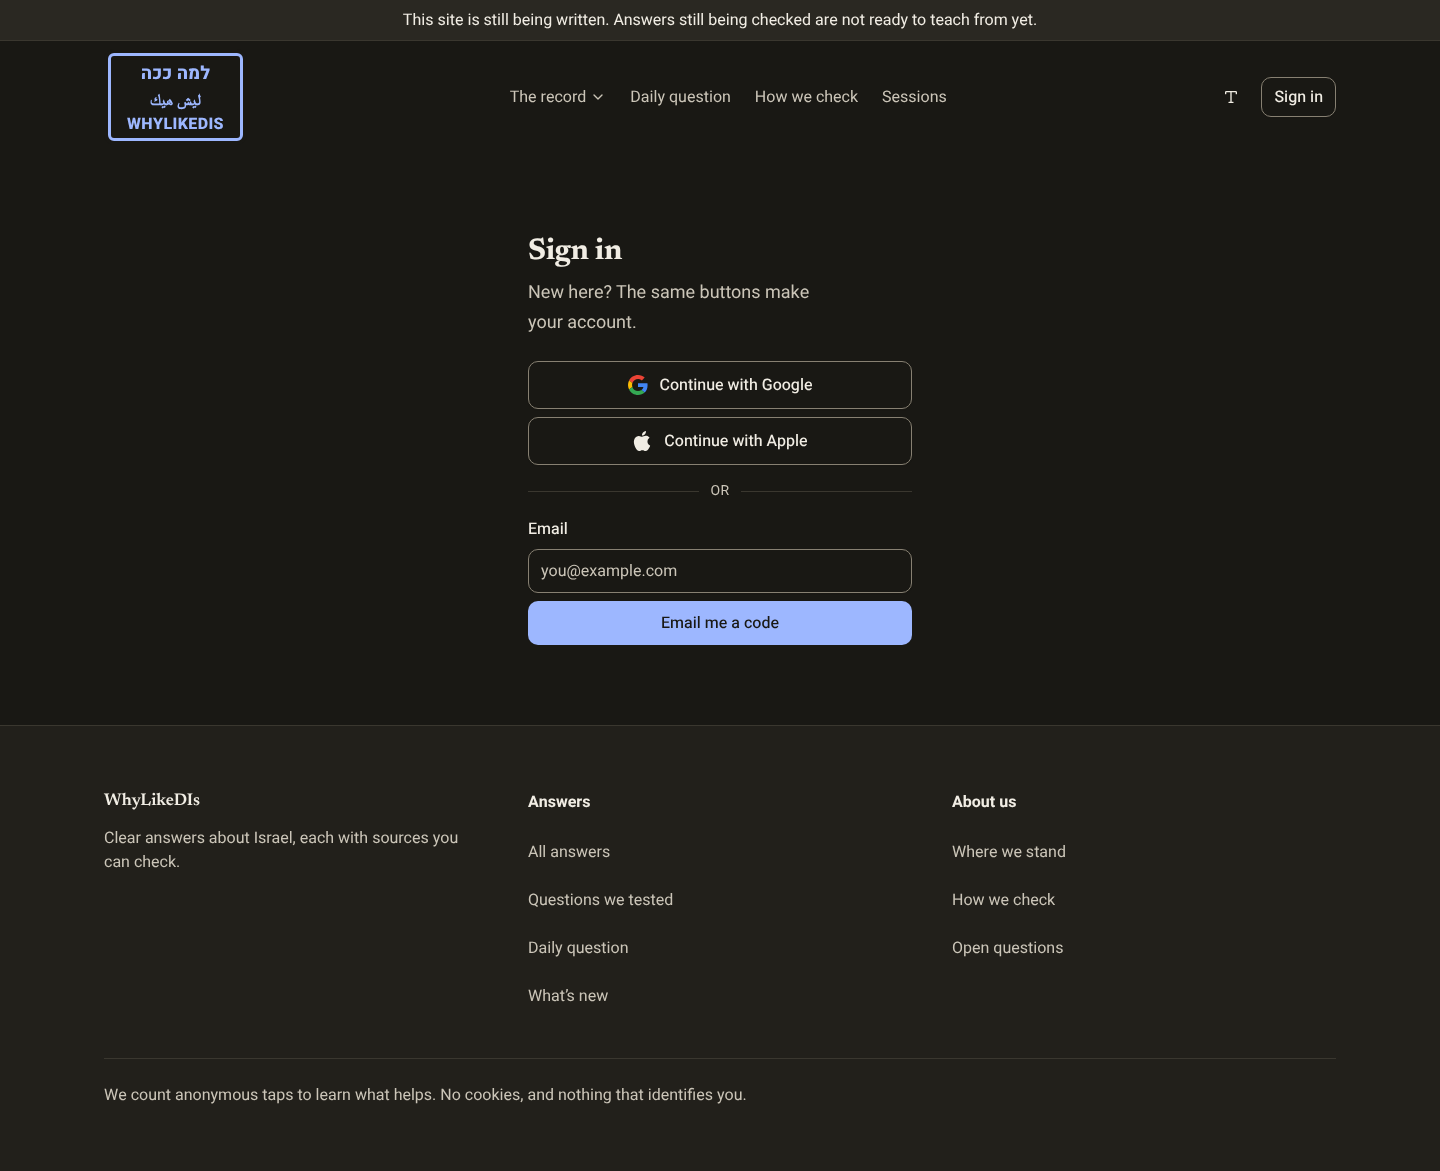 This site is still being written. Answers still being checked are not ready to teach from yet.
למה ככה
ليش هيك
WHYLIKEDIS
The record
Daily question
How we check
Sessions
T
Sign in
Sign in
New here? The same buttons make
your account.
Continue with Google
Continue with Apple
OR
Email
you@example.com
Email me a code
WhyLikeDIs
Clear answers about Israel, each with sources you
can check.
Answers
All answers
Questions we tested
Daily question
What's new
About us
Where we stand
How we check
Open questions
We count anonymous taps to learn what helps. No cookies, and nothing that identifies you.